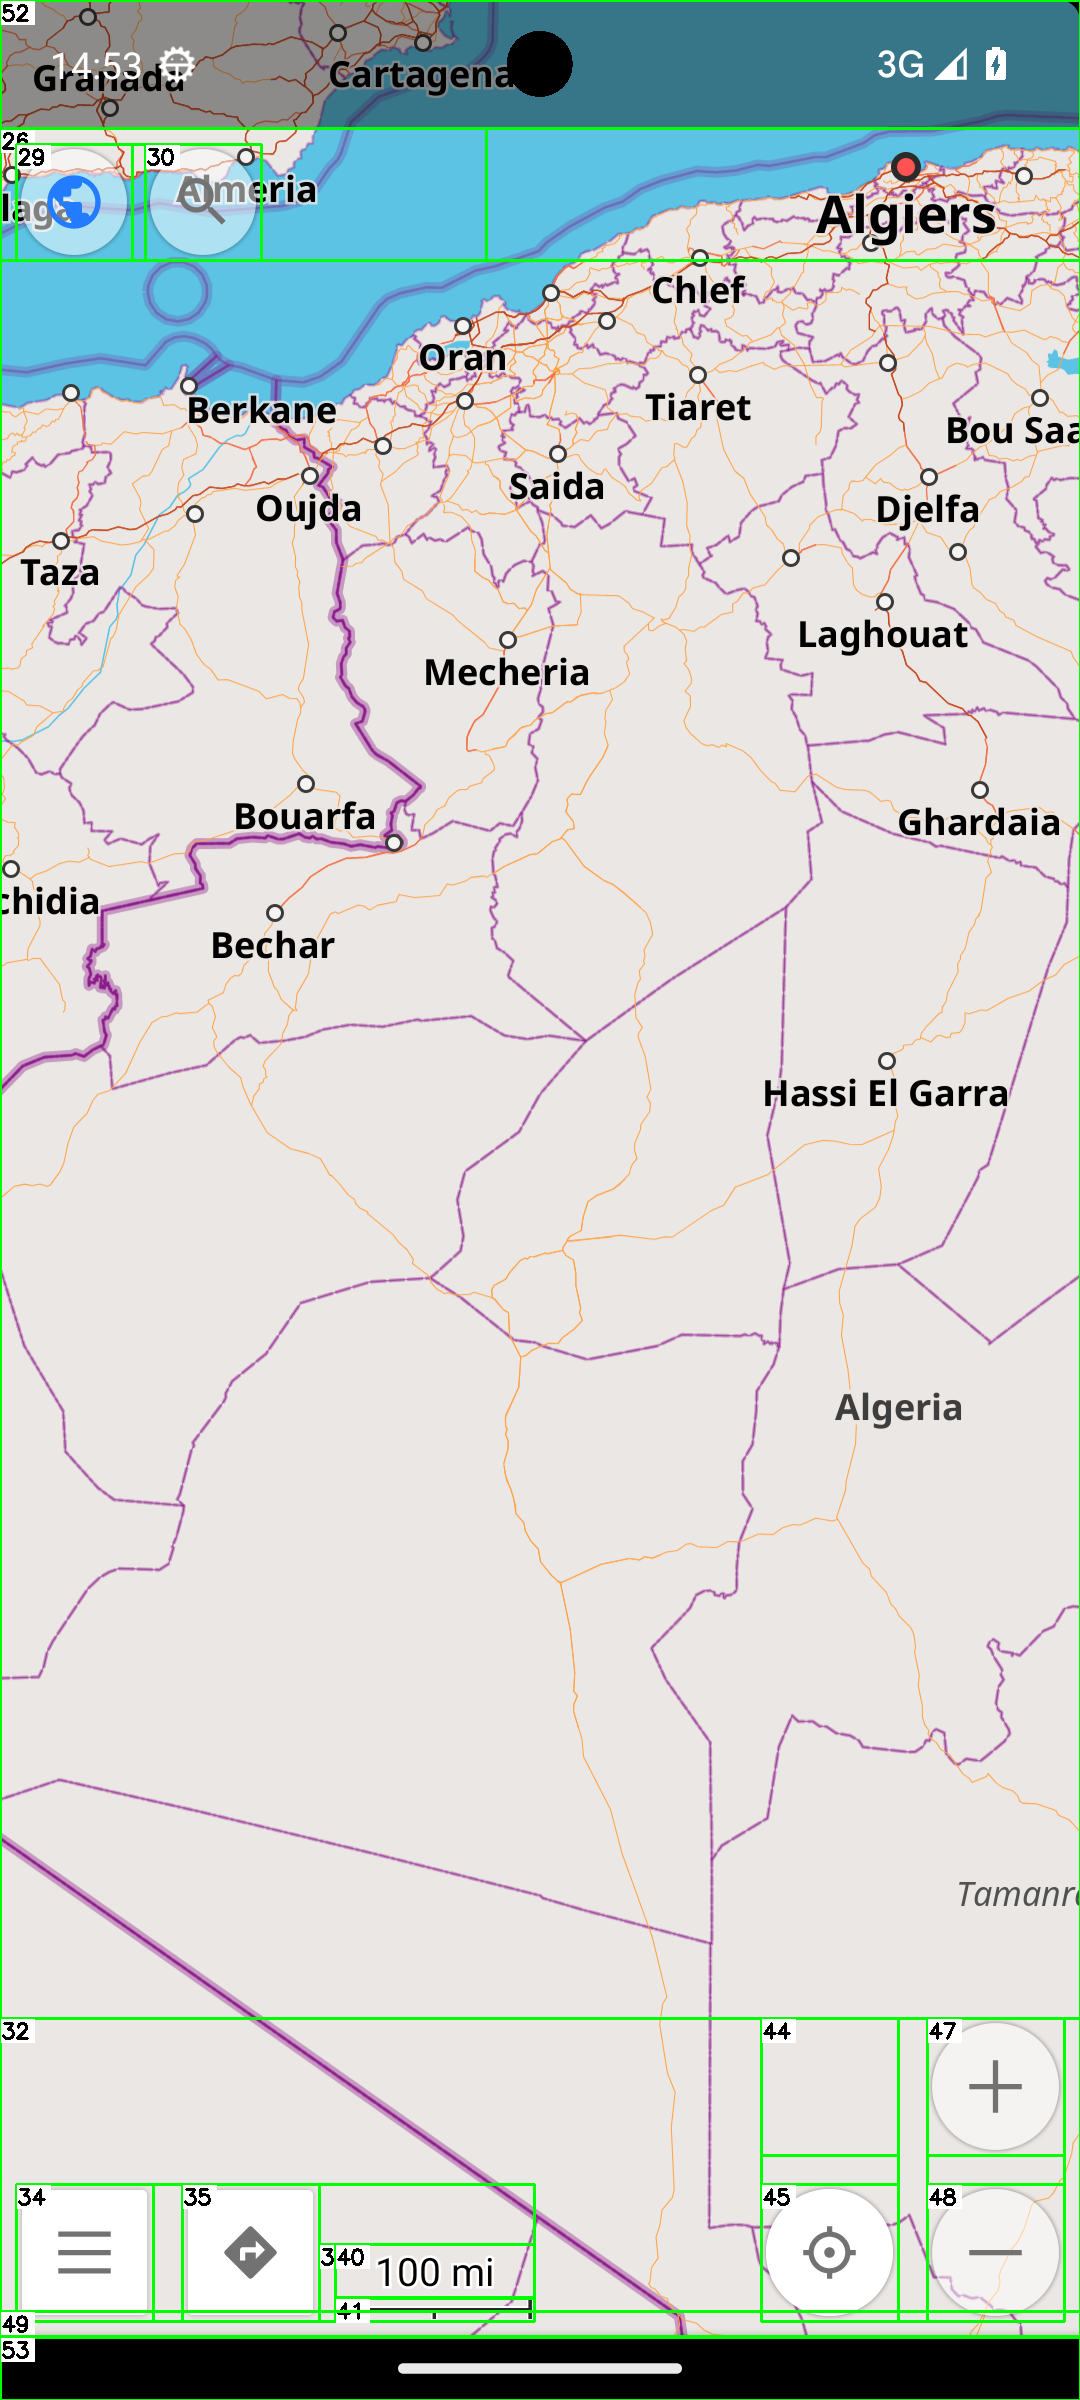 52
14:53
3G
Granada
Cartagena
26
29
30
laga
Almeria
Algiers
Chlef
Oran
Berkane
Tiaret
Bou Saa
Oujda
Saida
Djelfa
Taza
Laghouat
Mecheria
Bouarfa
Ghardaia
chidia
Bechar
Hassi El Garra
Algeria
Tamanr
32
44
47
34
35
3
40
100 mi
45
48
41
49
53